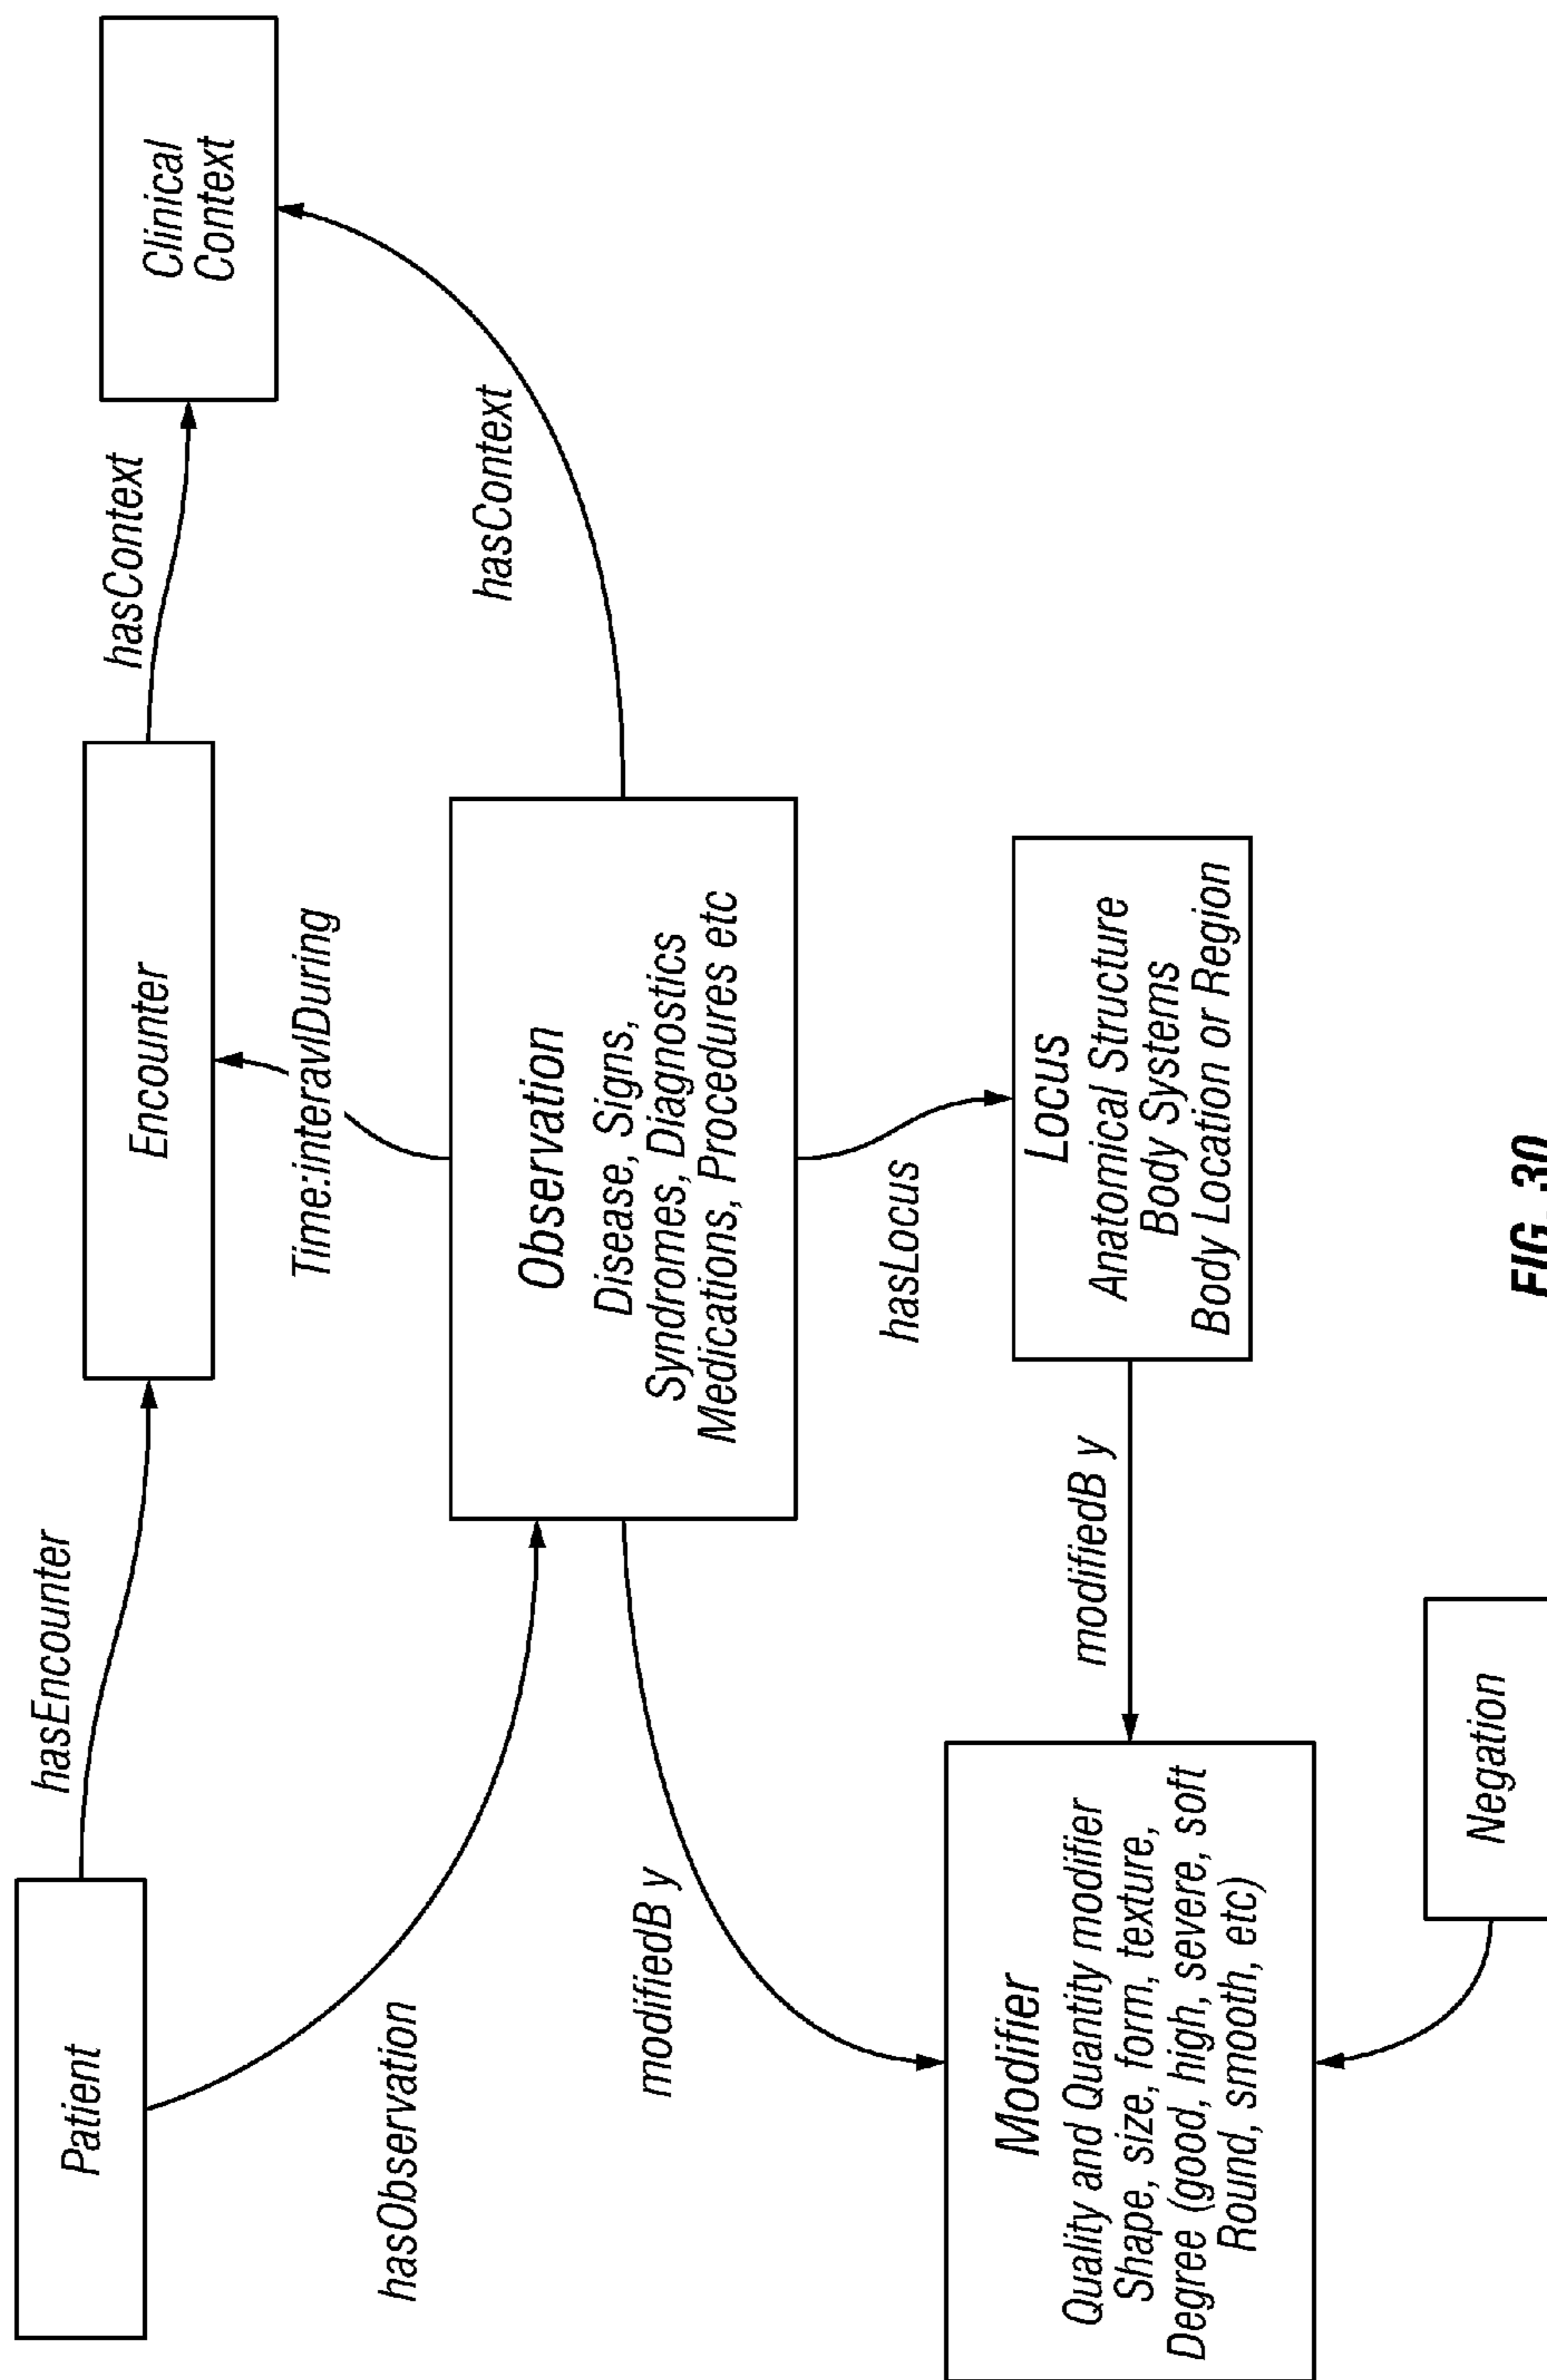 Patient
hasEncounter
Encounter
hasContext
Clinical
Context
hasObservation
Time:interavlDuring
hasContext
Observation
Disease, Signs,
Syndromes, Diagnostics
Medications, Procedures etc
modifiedB y
hasLocus
Modifier
Quality and Quantity modifier
Shape, size, form, texture,
Degree (good, high, severe, soft
Round, smooth, etc)
modifiedB y
Locus
Anatomical Structure
Body Systems
Body Location or Region
Negation
FIG. 30